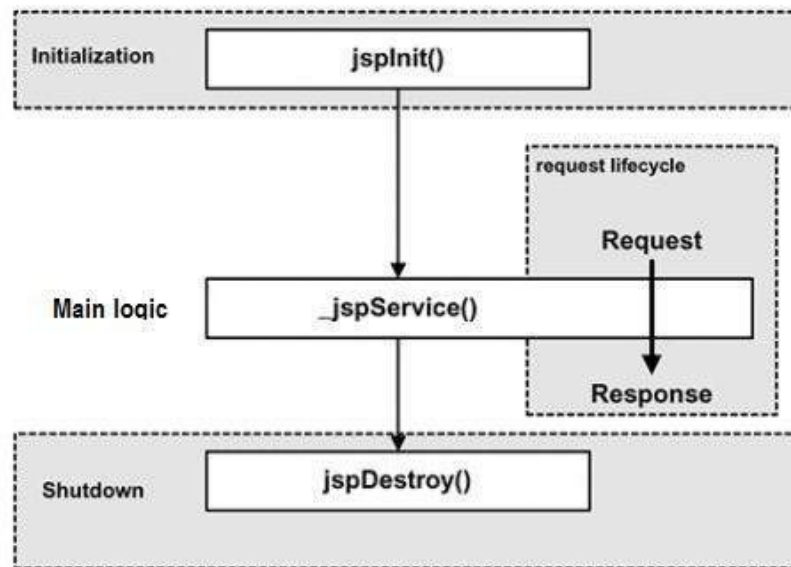 Initialization
jspInit()
request lifecycle
Request
Main logic
_jspService()
Response
Shutdown
jspDestroy()